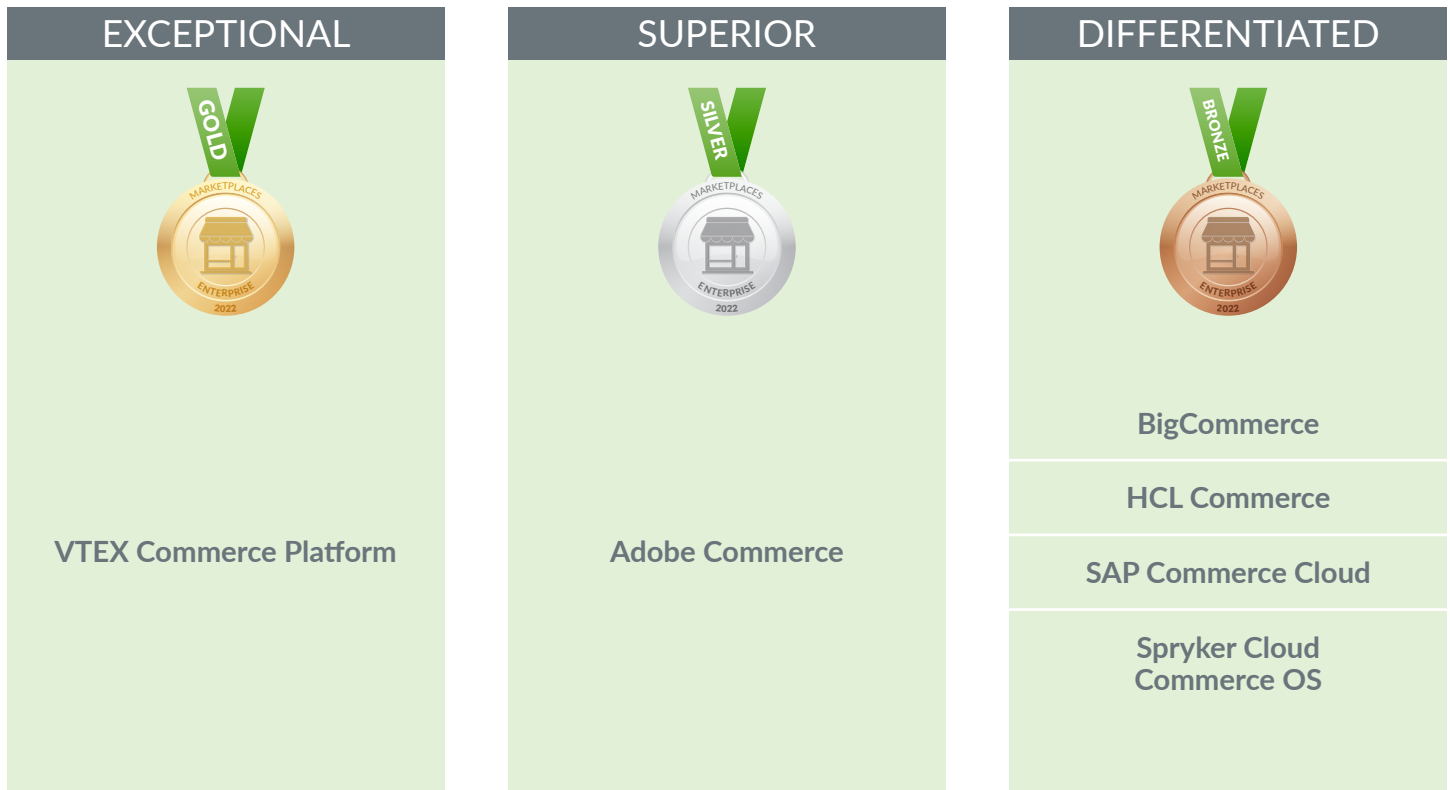 EXCEPTIONAL
GOLD
MARKETPLACES
ENTERPRISE
2022
VTEX Commerce Platform
SUPERIOR
SILVER
MARKETPLACES
ENTERPRISE
2022
Adobe Commerce
DIFFERENTIATED
BRONZE
MARKETPLACES
ENTERPRISE
2022
BigCommerce
HCL Commerce
SAP Commerce Cloud
Spryker Cloud
Commerce OS